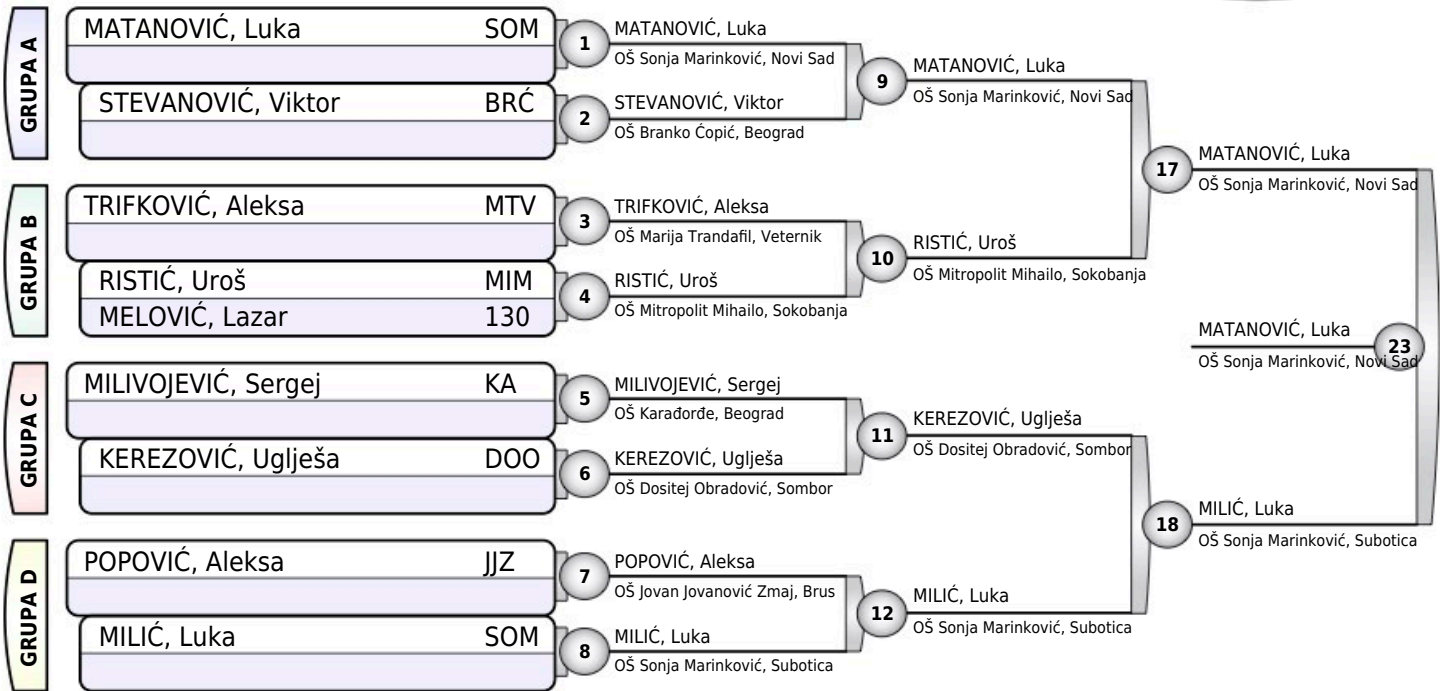 GRUPA A
MATANOVIĆ, Luka SOM
STEVANOVIĆ, Viktor BRĆ
GRUPA B
TRIFKOVIĆ, Aleksa MTV
RISTIĆ, Uroš MIM
MELOVIĆ, Lazar 130
GRUPA C
MILIVOJEVIĆ, Sergej KA
KEREZOVIĆ, Uglješa DOO
GRUPA D
POPOVIĆ, Aleksa JJZ
MILIĆ, Luka SOM
1
MATANOVIĆ, Luka
OŠ Sonja Marinković, Novi Sad
2
STEVANOVIĆ, Viktor
OŠ Branko Ćopić, Beograd
3
TRIFKOVIĆ, Aleksa
OŠ Marija Trandafil, Veternik
4
RISTIĆ, Uroš
OŠ Mitropolit Mihailo, Sokobanja
5
MILIVOJEVIĆ, Sergej
OŠ Karađorđe, Beograd
6
KEREZOVIĆ, Uglješa
OŠ Dositej Obradović, Sombor
7
POPOVIĆ, Aleksa
OŠ Jovan Jovanović Zmaj, Brus
8
MILIĆ, Luka
OŠ Sonja Marinković, Subotica
9
MATANOVIĆ, Luka
OŠ Sonja Marinković, Novi Sad
10
RISTIĆ, Uroš
OŠ Mitropolit Mihailo, Sokobanja
11
KEREZOVIĆ, Uglješa
OŠ Dositej Obradović, Sombor
12
MILIĆ, Luka
OŠ Sonja Marinković, Subotica
17
MATANOVIĆ, Luka
OŠ Sonja Marinković, Novi Sad
18
MILIĆ, Luka
OŠ Sonja Marinković, Subotica
23
MATANOVIĆ, Luka
OŠ Sonja Marinković, Novi Sad